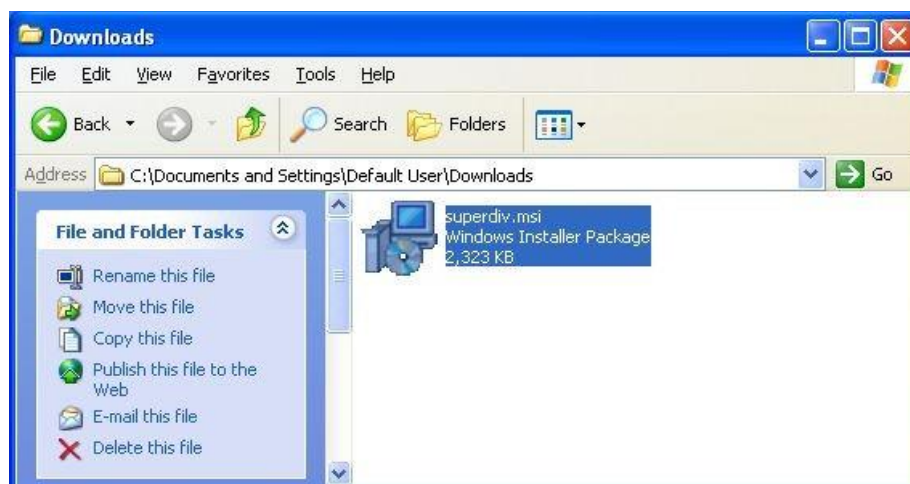 Downloads
File Edit View Favorites Tools Help
Back Search Folders
Address C:\Documents and Settings\Default User\Downloads Go
File and Folder Tasks
Rename this file
Move this file
Copy this file
Publish this file to the
Web
E-mail this file
Delete this file
superdiv.msi
Windows Installer Package
2,323 KB